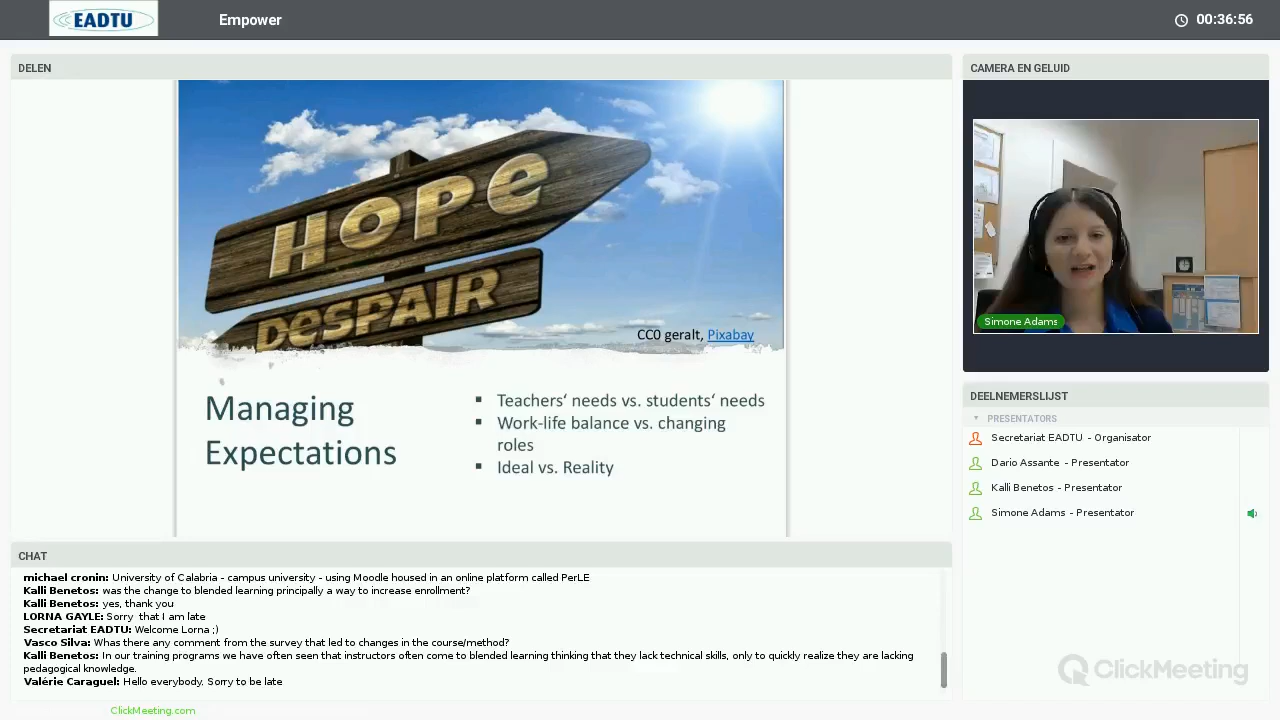 EADTU
Empower
00:36:56
DELEN
HOPE
DOSPAIR
CC0 geralt, Pixabay
Managing
Expectations
▪ Teachers‘ needs vs. students‘ needs
▪ Work-life balance vs. changing
roles
▪ Ideal vs. Reality
CHAT
michael cronin: University of Calabria - campus university - using Moodle housed in an online platform called PerLE
Kalli Benetos: was the change to blended learning principally a way to increase enrollment?
Kalli Benetos: yes, thank you
LORNA GAYLE: Sorry that I am late
Secretariat EADTU: Welcome Lorna ;)
Vasco Silva: Whas there any comment from the survey that led to changes in the course/method?
Kalli Benetos: In our training programs we have often seen that instructors often come to blended learning thinking that they lack technical skills, only to quickly realize they are lacking
pedagogical knowledge.
Valérie Caraguel: Hello everybody. Sorry to be late
ClickMeeting.com
CAMERA EN GELUID
Simone Adams
DEELNEMERSLIJST
PRESENTATORS
Secretariat EADTU - Organisator
Dario Assante - Presentator
Kalli Benetos - Presentator
Simone Adams - Presentator
ClickMeeting